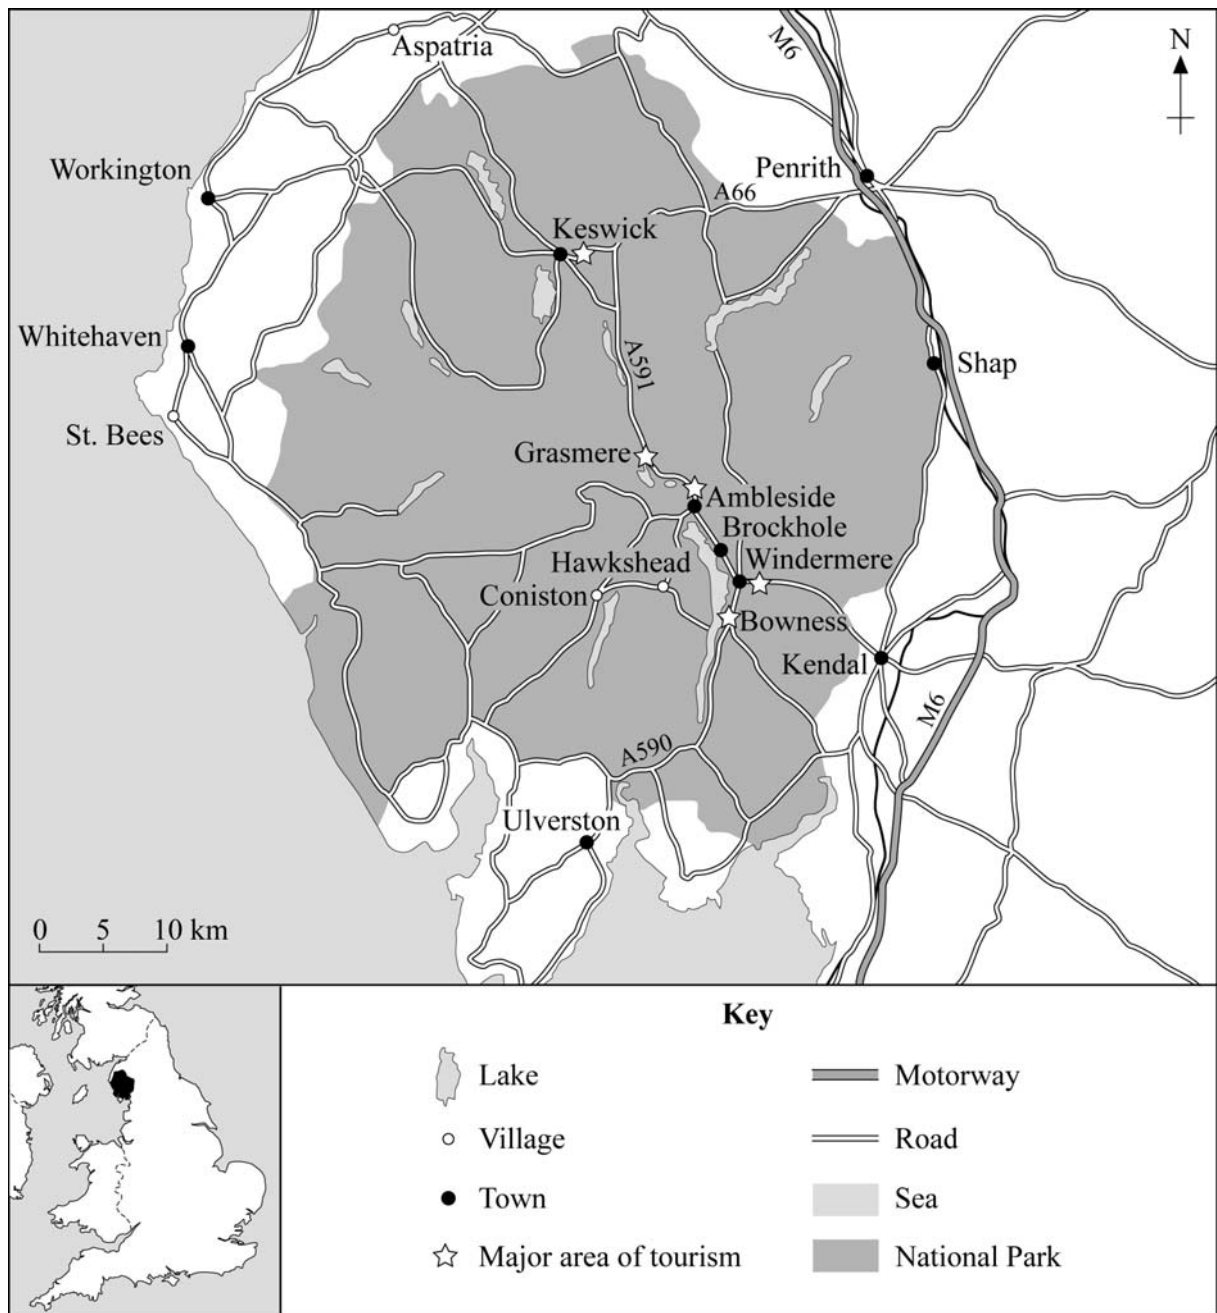 Aspatria
M6
N
Workington
Penrith
A66
Keswick
Whitehaven
A591
Shap
St. Bees
Grasmere
Ambleside
Brockhole
Hawkshead
Windermere
Coniston
Bowness
Kendal
M6
A590
Ulverston
0 5 10 km
Key
Lake
Motorway
Village
Road
Town
Sea
Major area of tourism
National Park